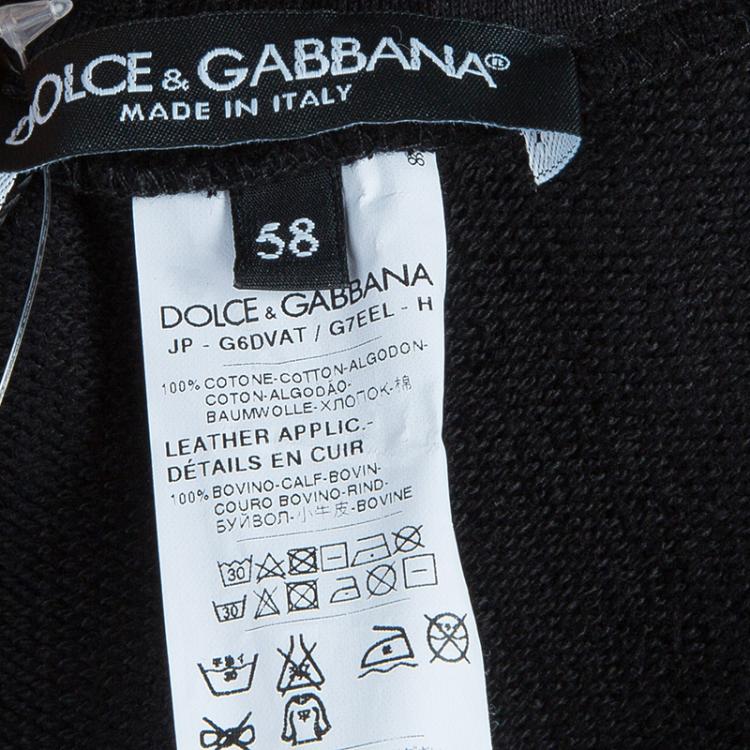 DOLCE & GABBANA®
MADE IN ITALY
58
DOLCE & GABBANA
JP - G6DVAT / G7EEL - H
100% COTONE-COTTON-ALGODON-
COTON-ALGODÃO-
BAUMWOLLE-ХЛОПОК-棉
LEATHER APPLIC.-
DÉTAILS EN CUIR
100% BOVINO-CALF-BOVIN-
COURO BOVINO-RIND-
БУЙВОЛ-小牛皮-BOVINE
30
30
30